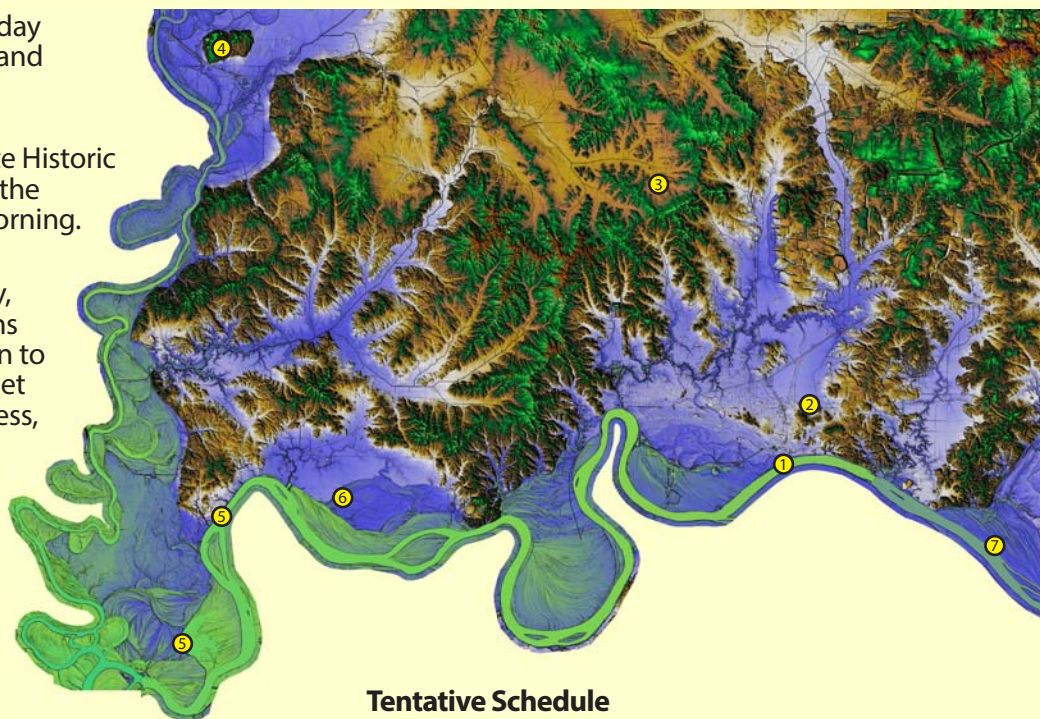 day
and
te Historic
the
orning.
y,
ns
n to
et
ess,
4
3
2
1
6
5
7
5
Tentative Schedule